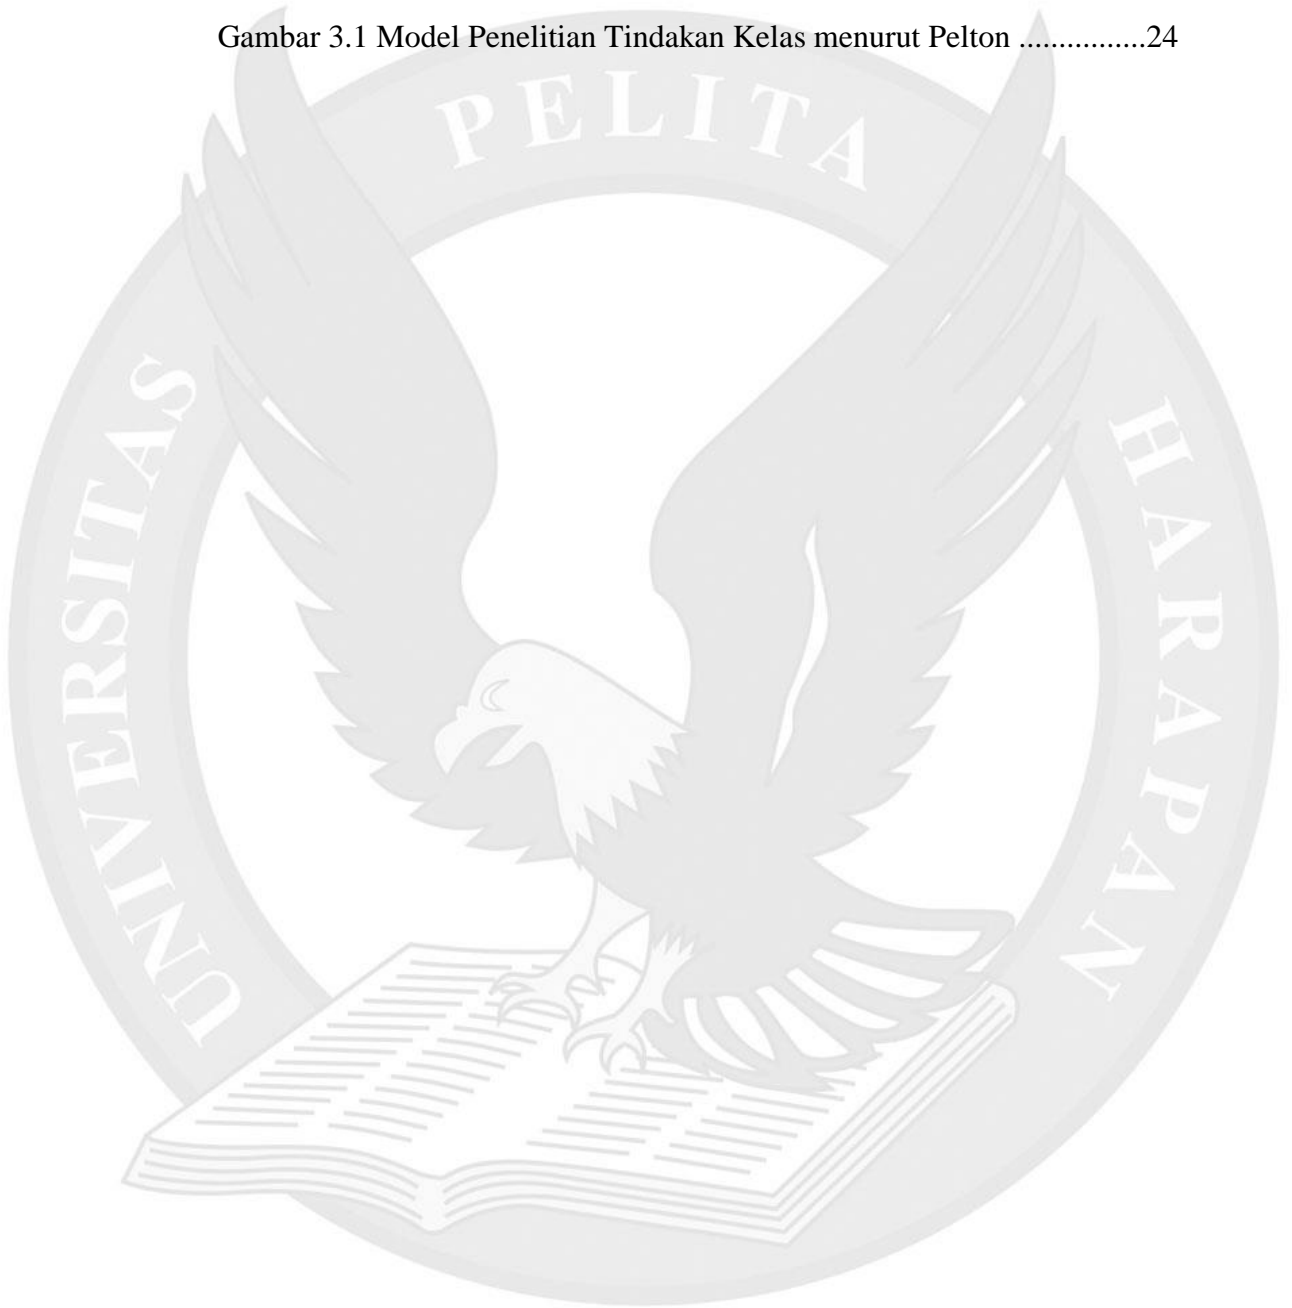 Gambar 3.1 Model Penelitian Tindakan Kelas menurut Pelton ................24
UNIVERSITAS PELITA HARAPAN